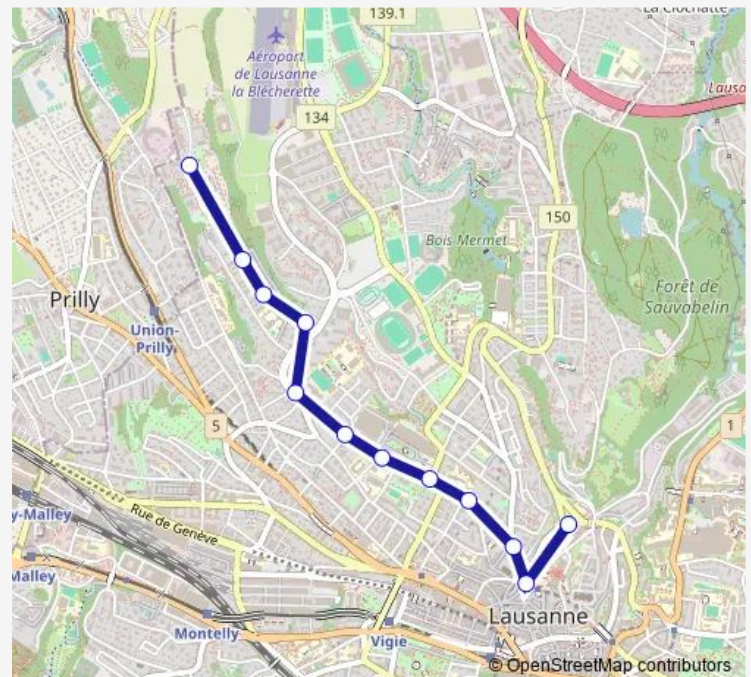 La Clochatte
139.1
Aéroport
de Lausanne
la Blécherette
Lausa
134
150
Bois Mermet
Forêt de
Sauvabelin
Prilly
Union-
Prilly
5
1
y-Malley
Rue de Genève
Malley
Lausanne
Montelly
Vigie
© OpenStreetMap contributors